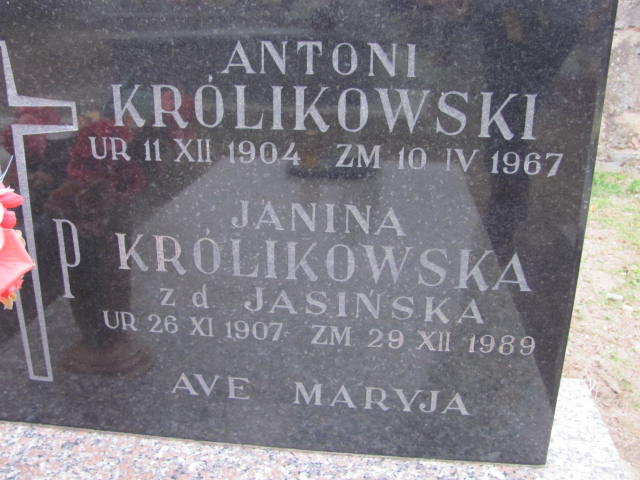 ANTONI
KRÓLIKOWSKI
UR 11 XII 1904 ZM 10 IV 1967
JANINA
P KRÓLIKOWSKA
z d JASIŃSKA
UR 26 XI 1907 ZM 29 XII 1989
AVE MARYJA